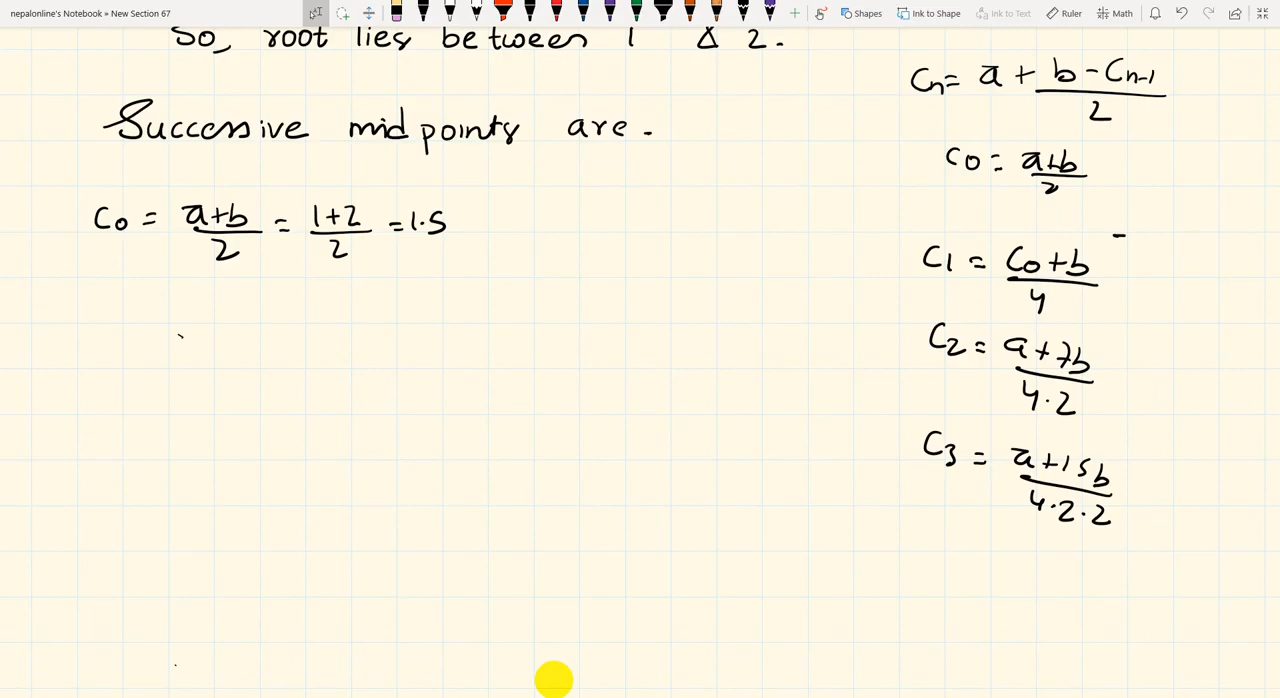 nepalonline's Notebook » New Section 67
Shapes Ink to Shape Ink to Text Ruler Math
So, root lies between 1 & 2.
Successive midpoints are.
C0 = a+b/2 = 1+2/2 = 1.5
Cn = a + b - Cn-1/2
C0 = a+b/2
C1 = C0+b/4
C2 = a+7b/4·2
C3 = a+15b/4·2·2